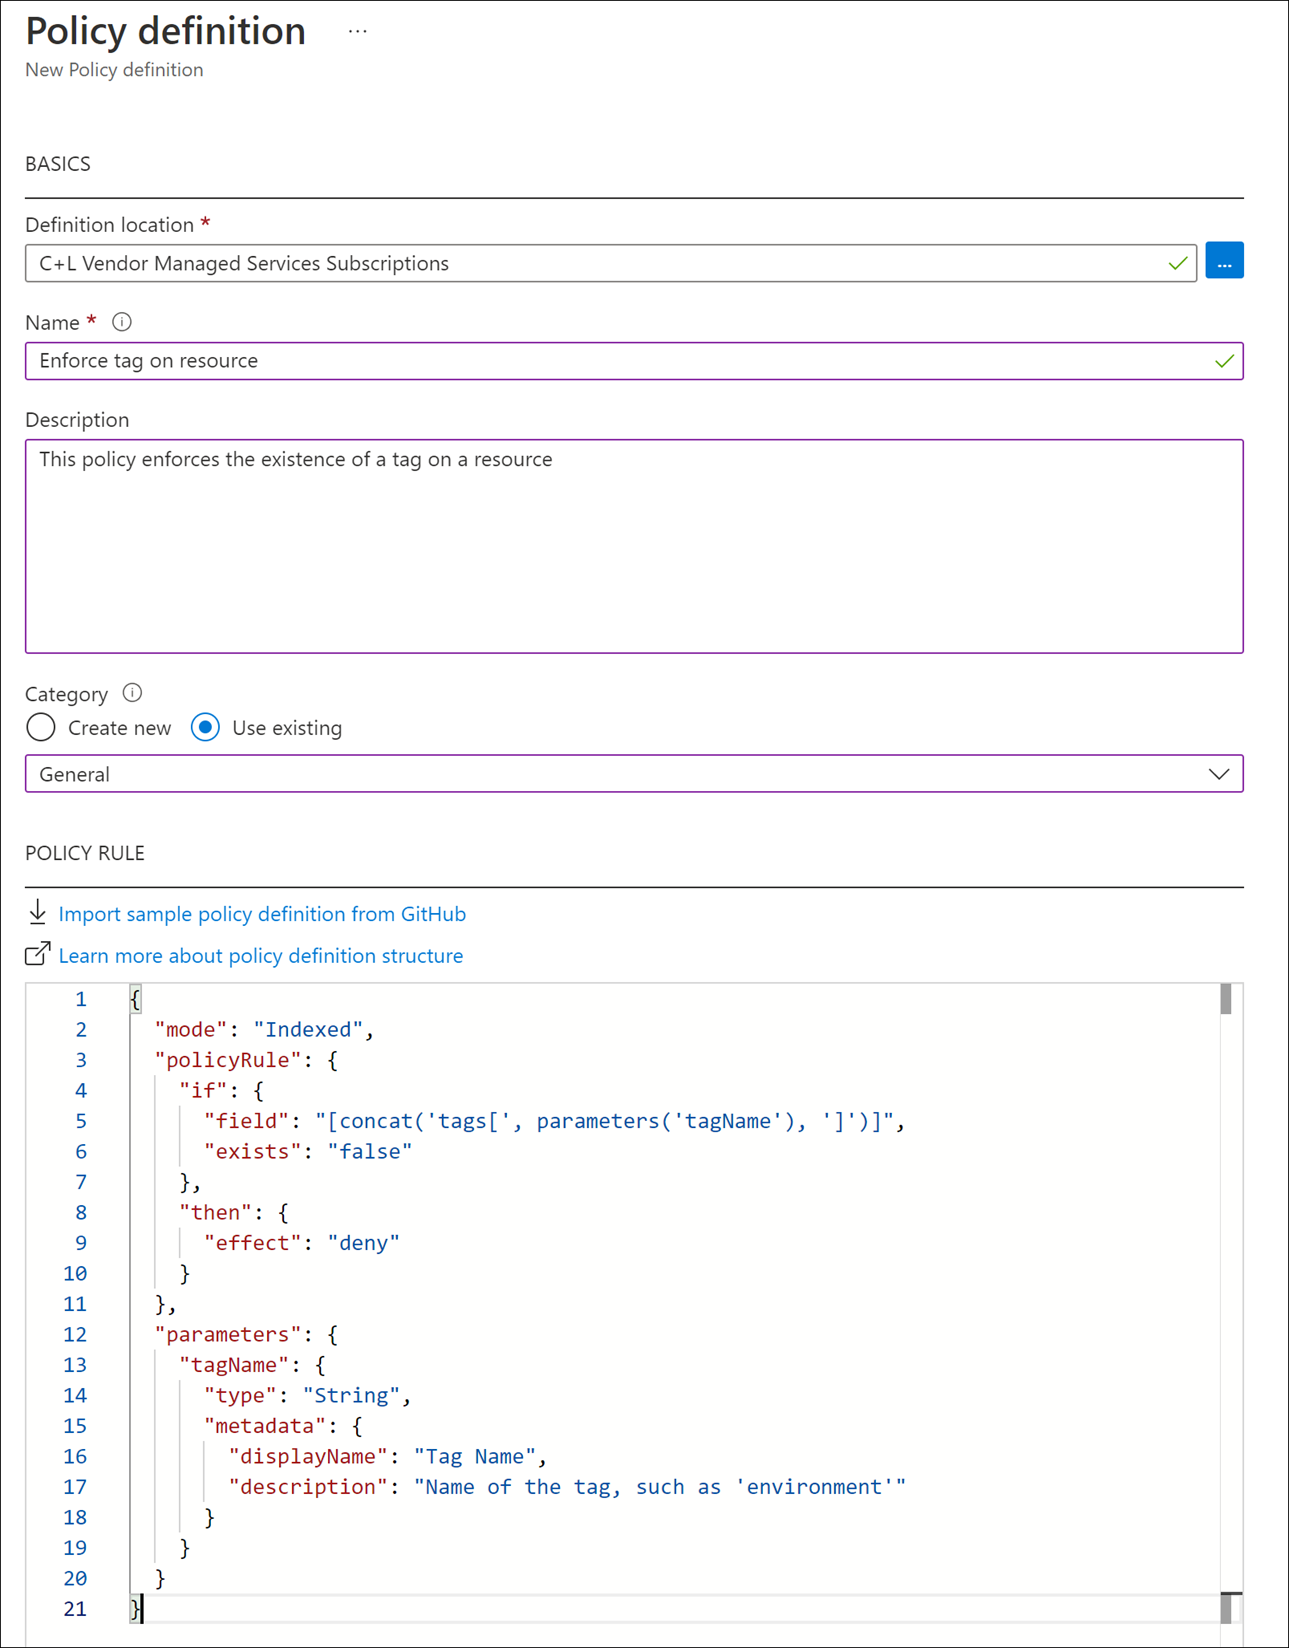 Policy definition ...
New Policy definition
BASICS
Definition location *
C+L Vendor Managed Services Subscriptions
...
Name *
Enforce tag on resource
Description
This policy enforces the existence of a tag on a resource
Category
Create new Use existing
General
POLICY RULE
Import sample policy definition from GitHub
Learn more about policy definition structure
1 {
2   "mode": "Indexed",
3   "policyRule": {
4     "if": {
5       "field": "[concat('tags[', parameters('tagName'), ']')]",
6       "exists": "false"
7     },
8     "then": {
9       "effect": "deny"
10     }
11   },
12   "parameters": {
13     "tagName": {
14       "type": "String",
15       "metadata": {
16         "displayName": "Tag Name",
17         "description": "Name of the tag, such as 'environment'"
18       }
19     }
20   }
21 }